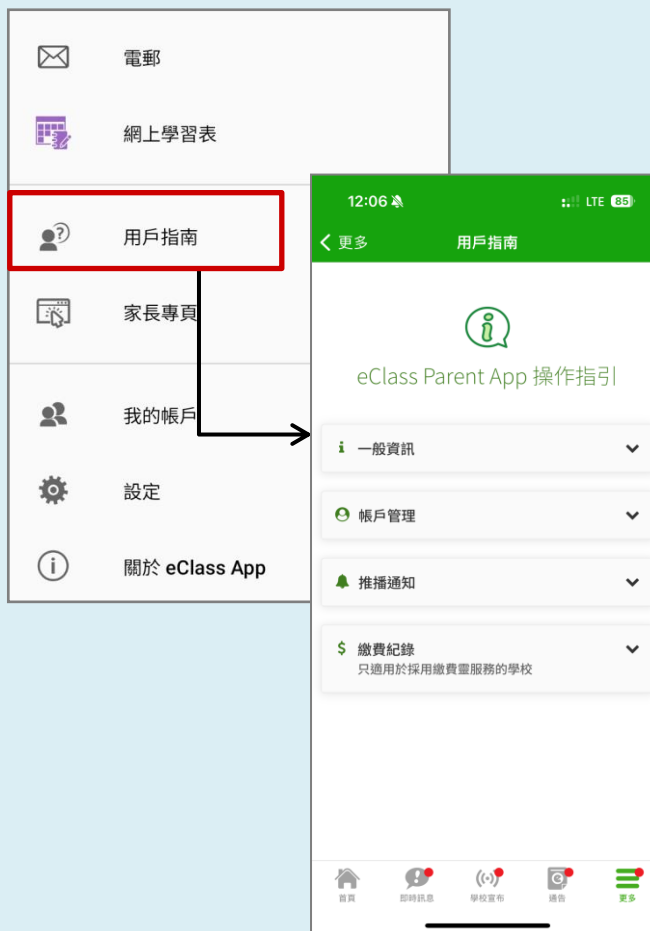 電郵
網上學習表
用戶指南
家長專頁
我的帳戶
設定
關於 eClass App
12:06
LTE 85
更多
用戶指南
eClass Parent App 操作指引
一般資訊
帳戶管理
推播通知
繳費紀錄
只適用於採用繳費靈服務的學校
首頁
即時訊息
學校宣布
通告
更多